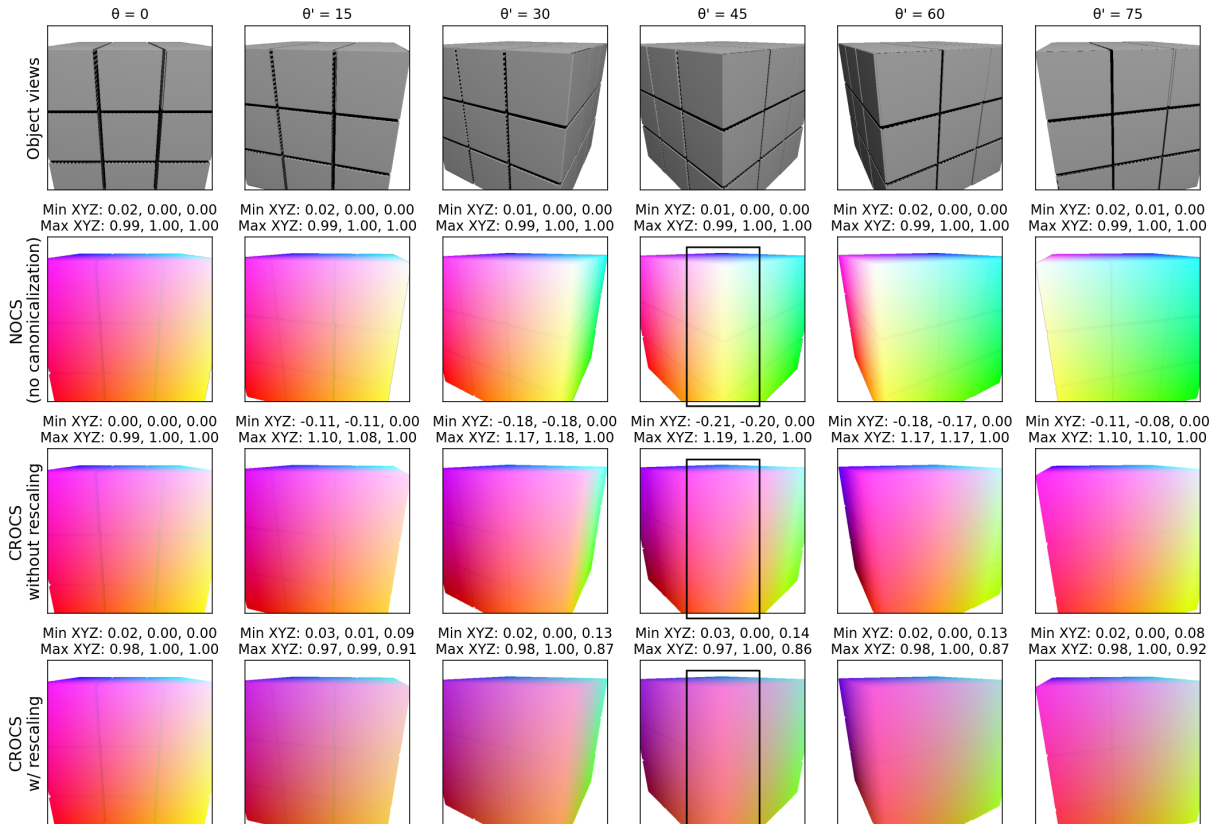 θ = 0
θ' = 15
θ' = 30
θ' = 45
θ' = 60
θ' = 75
Object views
Min XYZ: 0.02, 0.00, 0.00
Max XYZ: 0.99, 1.00, 1.00
Min XYZ: 0.02, 0.00, 0.00
Max XYZ: 0.99, 1.00, 1.00
Min XYZ: 0.01, 0.00, 0.00
Max XYZ: 0.99, 1.00, 1.00
Min XYZ: 0.01, 0.00, 0.00
Max XYZ: 0.99, 1.00, 1.00
Min XYZ: 0.02, 0.00, 0.00
Max XYZ: 0.99, 1.00, 1.00
Min XYZ: 0.02, 0.01, 0.00
Max XYZ: 0.99, 1.00, 1.00
NOCS
(no canonicalization)
Min XYZ: 0.00, 0.00, 0.00
Max XYZ: 0.99, 1.00, 1.00
Min XYZ: -0.11, -0.11, 0.00
Max XYZ: 1.10, 1.08, 1.00
Min XYZ: -0.18, -0.18, 0.00
Max XYZ: 1.17, 1.18, 1.00
Min XYZ: -0.21, -0.20, 0.00
Max XYZ: 1.19, 1.20, 1.00
Min XYZ: -0.18, -0.17, 0.00
Max XYZ: 1.17, 1.17, 1.00
Min XYZ: -0.11, -0.08, 0.00
Max XYZ: 1.10, 1.10, 1.00
CROCS
without rescaling
Min XYZ: 0.02, 0.00, 0.00
Max XYZ: 0.98, 1.00, 1.00
Min XYZ: 0.03, 0.01, 0.09
Max XYZ: 0.97, 0.99, 0.91
Min XYZ: 0.02, 0.00, 0.13
Max XYZ: 0.98, 1.00, 0.87
Min XYZ: 0.03, 0.00, 0.14
Max XYZ: 0.97, 1.00, 0.86
Min XYZ: 0.02, 0.00, 0.13
Max XYZ: 0.98, 1.00, 0.87
Min XYZ: 0.02, 0.00, 0.08
Max XYZ: 0.98, 1.00, 0.92
CROCS
w/ rescaling